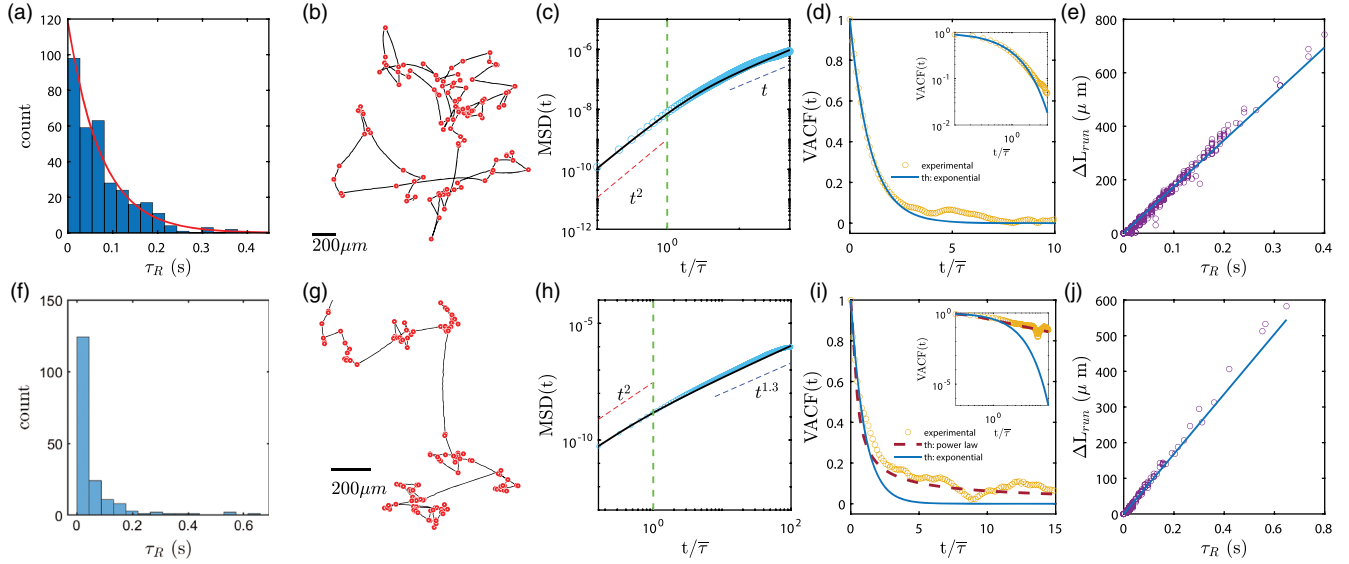 (a)
120
100
80
60
40
20
0
count
0 0.1 0.2 0.3 0.4
τ_R (s)
(b)
200μm
(c)
10^-6
10^-8
10^-10
10^-12
MSD(t)
t
t^2
10^0
t/τ̅
(d)
1
0.8
0.6
0.4
0.2
0
VACF(t)
0 5 10
t/τ̅
10^0
10^-1
10^-2
VACF(t)
10^0
t/τ̅
experimental
th: exponential
(e)
800
600
400
200
0
ΔL_run (μ m)
0 0.1 0.2 0.3 0.4
τ_R (s)
(f)
150
100
50
0
count
0 0.2 0.4 0.6
τ_R (s)
(g)
200μm
(h)
10^-5
10^-10
MSD(t)
t^2
t^1.3
10^0 10^2
t/τ̅
(i)
1
0.8
0.6
0.4
0.2
0
VACF(t)
0 5 10 15
t/τ̅
10^0
10^-5
VACF(t)
10^0
t/τ̅
experimental
th: power law
th: exponential
(j)
600
500
400
300
200
100
0
ΔL_run (μ m)
0 0.2 0.4 0.6 0.8
τ_R (s)